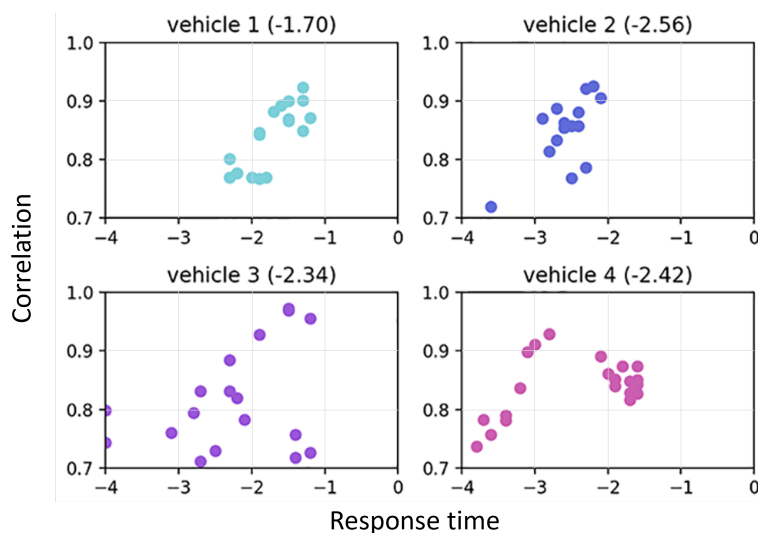 vehicle 1 (-1.70)
vehicle 2 (-2.56)
1.0
0.9
0.8
0.7
−4 −3 −2 −1 0
1.0
0.9
0.8
0.7
−4 −3 −2 −1 0
Correlation
vehicle 3 (-2.34)
vehicle 4 (-2.42)
1.0
0.9
0.8
0.7
−4 −3 −2 −1 0
1.0
0.9
0.8
0.7
−4 −3 −2 −1 0
Response time